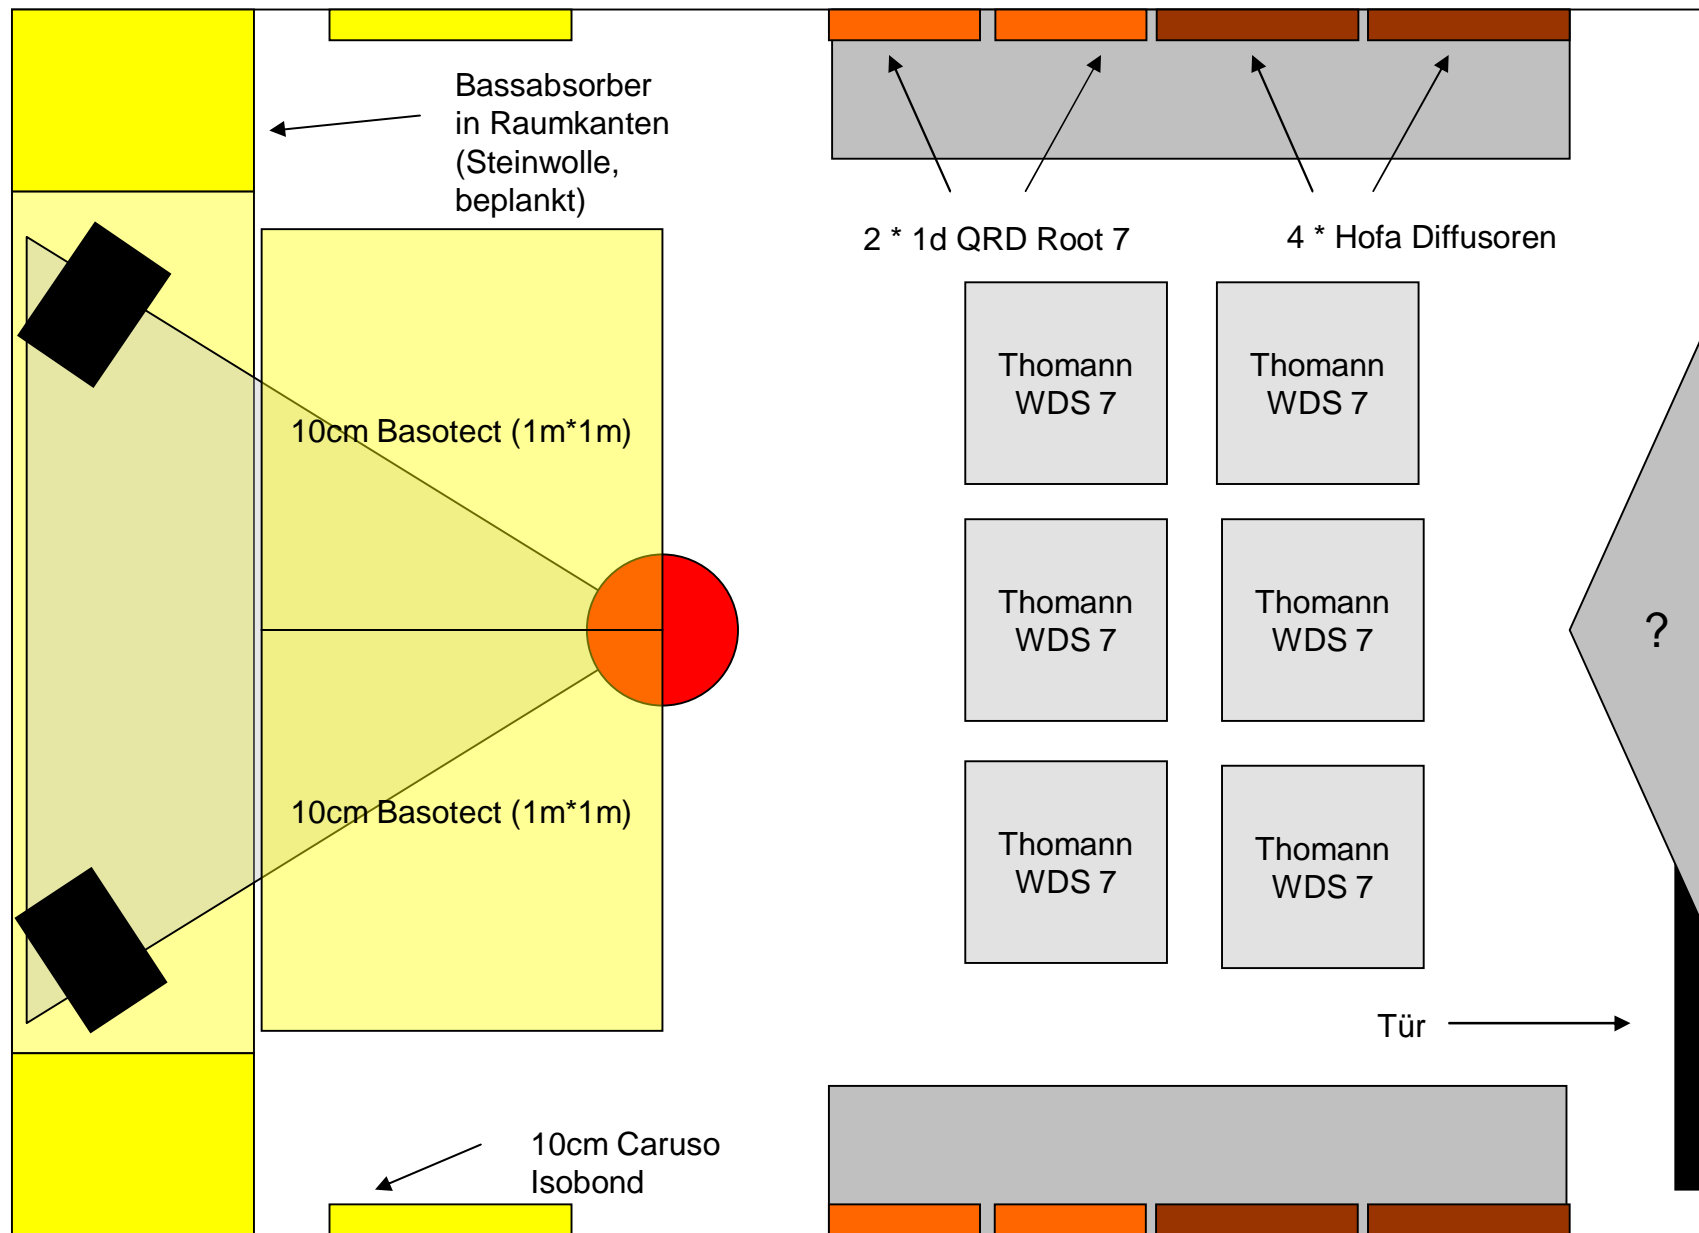 Bassabsorber
in Raumkanten
(Steinwolle,
beplankt)
2 * 1d QRD Root 7
4 * Hofa Diffusoren
Thomann
WDS 7
Thomann
WDS 7
10cm Basotect (1m*1m)
Thomann
WDS 7
Thomann
WDS 7
?
10cm Basotect (1m*1m)
Thomann
WDS 7
Thomann
WDS 7
Tür
10cm Caruso
Isobond